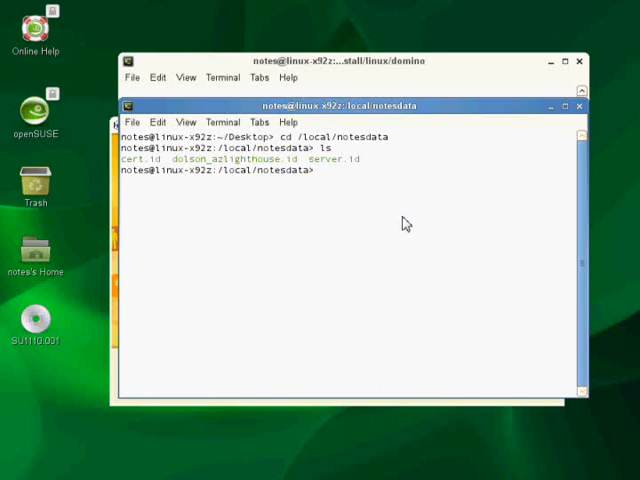 Online Help
openSUSE
Trash
notes's Home
SU1110.001
notes@linux-x92z:...stall/linux/domino
File Edit View Terminal Tabs Help
notes@linux-x92z:/local/notesdata
File Edit View Terminal Tabs Help
notes@linux-x92z:~/Desktop> cd /local/notesdata
notes@linux-x92z:/local/notesdata> ls
cert.id dolson_azlighthouse.id server.id
notes@linux-x92z:/local/notesdata>